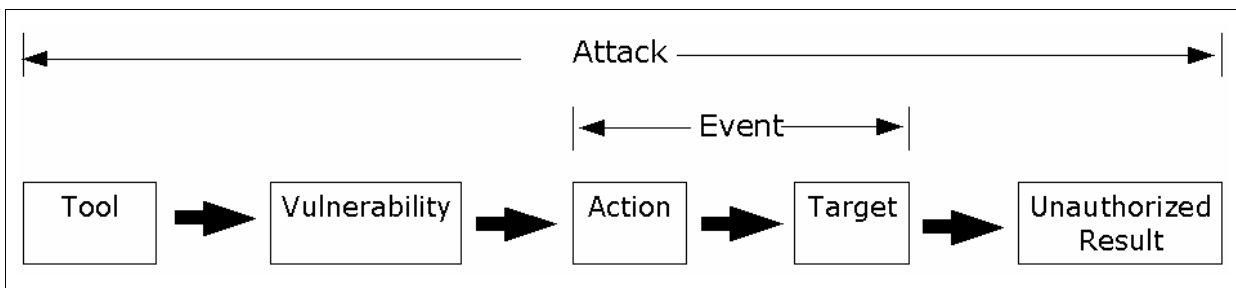 Attack
Event
Tool
Vulnerability
Action
Target
Unauthorized
Result